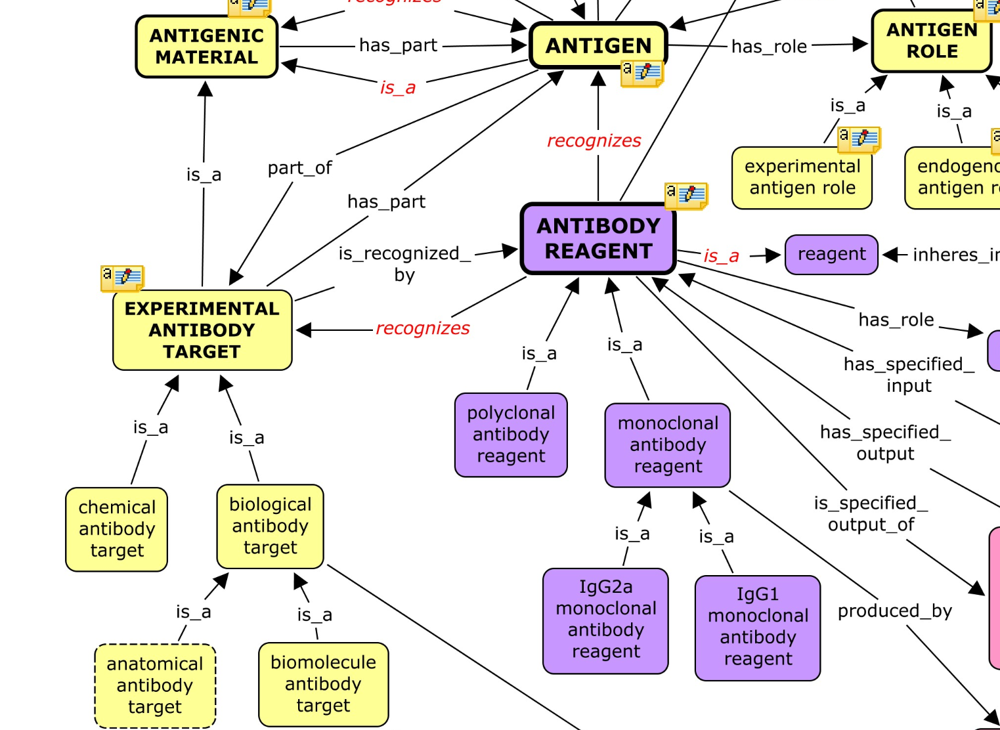 recognizes
ANTIGENIC
MATERIAL
has_part
ANTIGEN
has_role
ANTIGEN
ROLE
a
a
a
is_a
is_a
is_a
recognizes
a
a
experimental
antigen role
part_of
is_a
has_part
a
ANTIBODY
REAGENT
is_recognized_
by
is_a
reagent
a
EXPERIMENTAL
ANTIBODY
TARGET
recognizes
has_role
is_a
is_a
has_specified_
input
is_a
is_a
polyclonal
antibody
reagent
monoclonal
antibody
reagent
has_specified_
output
chemical
antibody
target
biological
antibody
target
is_specified_
output_of
is_a
is_a
is_a
is_a
IgG2a
monoclonal
antibody
reagent
IgG1
monoclonal
antibody
reagent
produced_by
anatomical
antibody
target
biomolecule
antibody
target